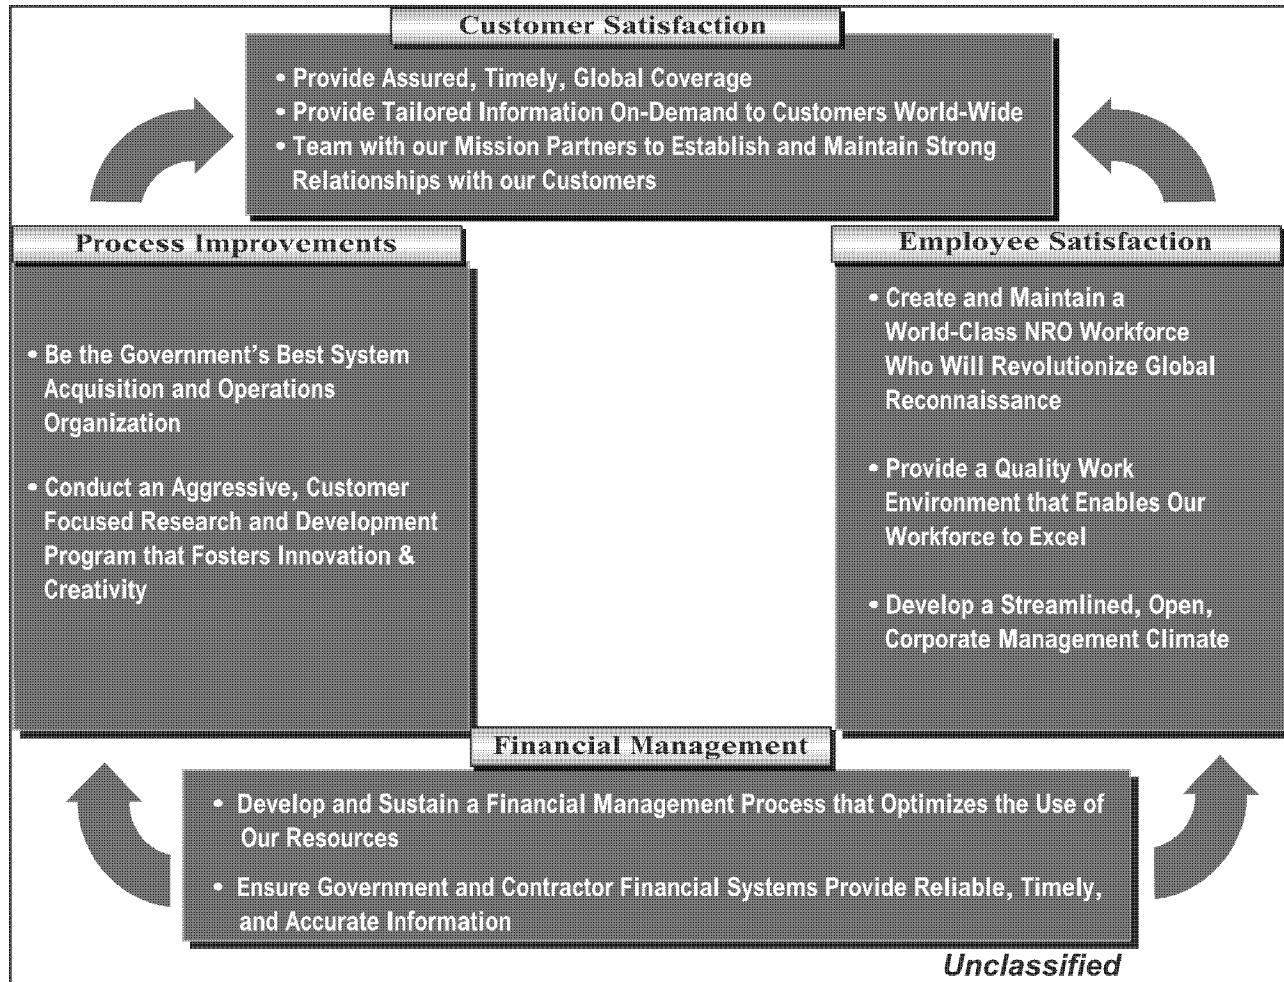 Customer Satisfaction
• Provide Assured, Timely, Global Coverage
• Provide Tailored Information On-Demand to Customers World-Wide
• Team with our Mission Partners to Establish and Maintain Strong
Relationships with our Customers
Process Improvements
• Be the Government's Best System
Acquisition and Operations
Organization
• Conduct an Aggressive, Customer
Focused Research and Development
Program that Fosters Innovation &
Creativity
Employee Satisfaction
• Create and Maintain a
World-Class NRO Workforce
Who Will Revolutionize Global
Reconnaissance
• Provide a Quality Work
Environment that Enables Our
Workforce to Excel
• Develop a Streamlined, Open,
Corporate Management Climate
Financial Management
• Develop and Sustain a Financial Management Process that Optimizes the Use of
Our Resources
• Ensure Government and Contractor Financial Systems Provide Reliable, Timely,
and Accurate Information
Unclassified